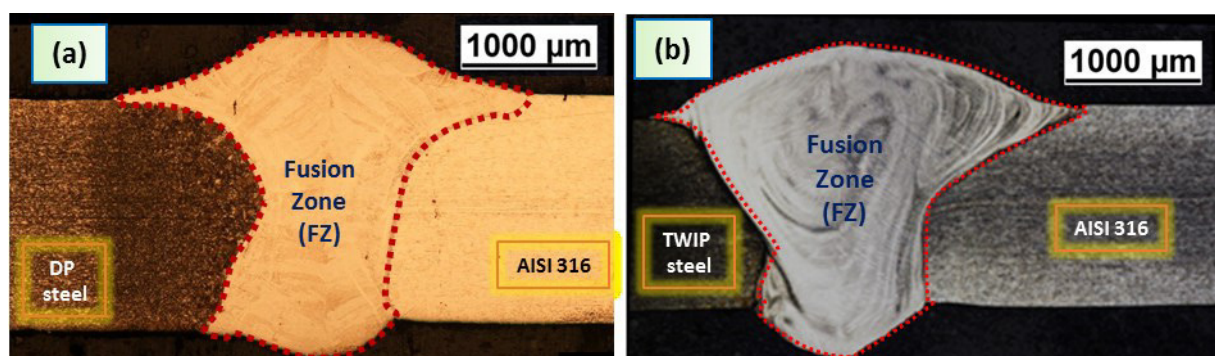 (a)
1000 µm
Fusion
Zone
(FZ)
DP
steel
AISI 316
(b)
1000 µm
Fusion
Zone
(FZ)
TWIP
steel
AISI 316